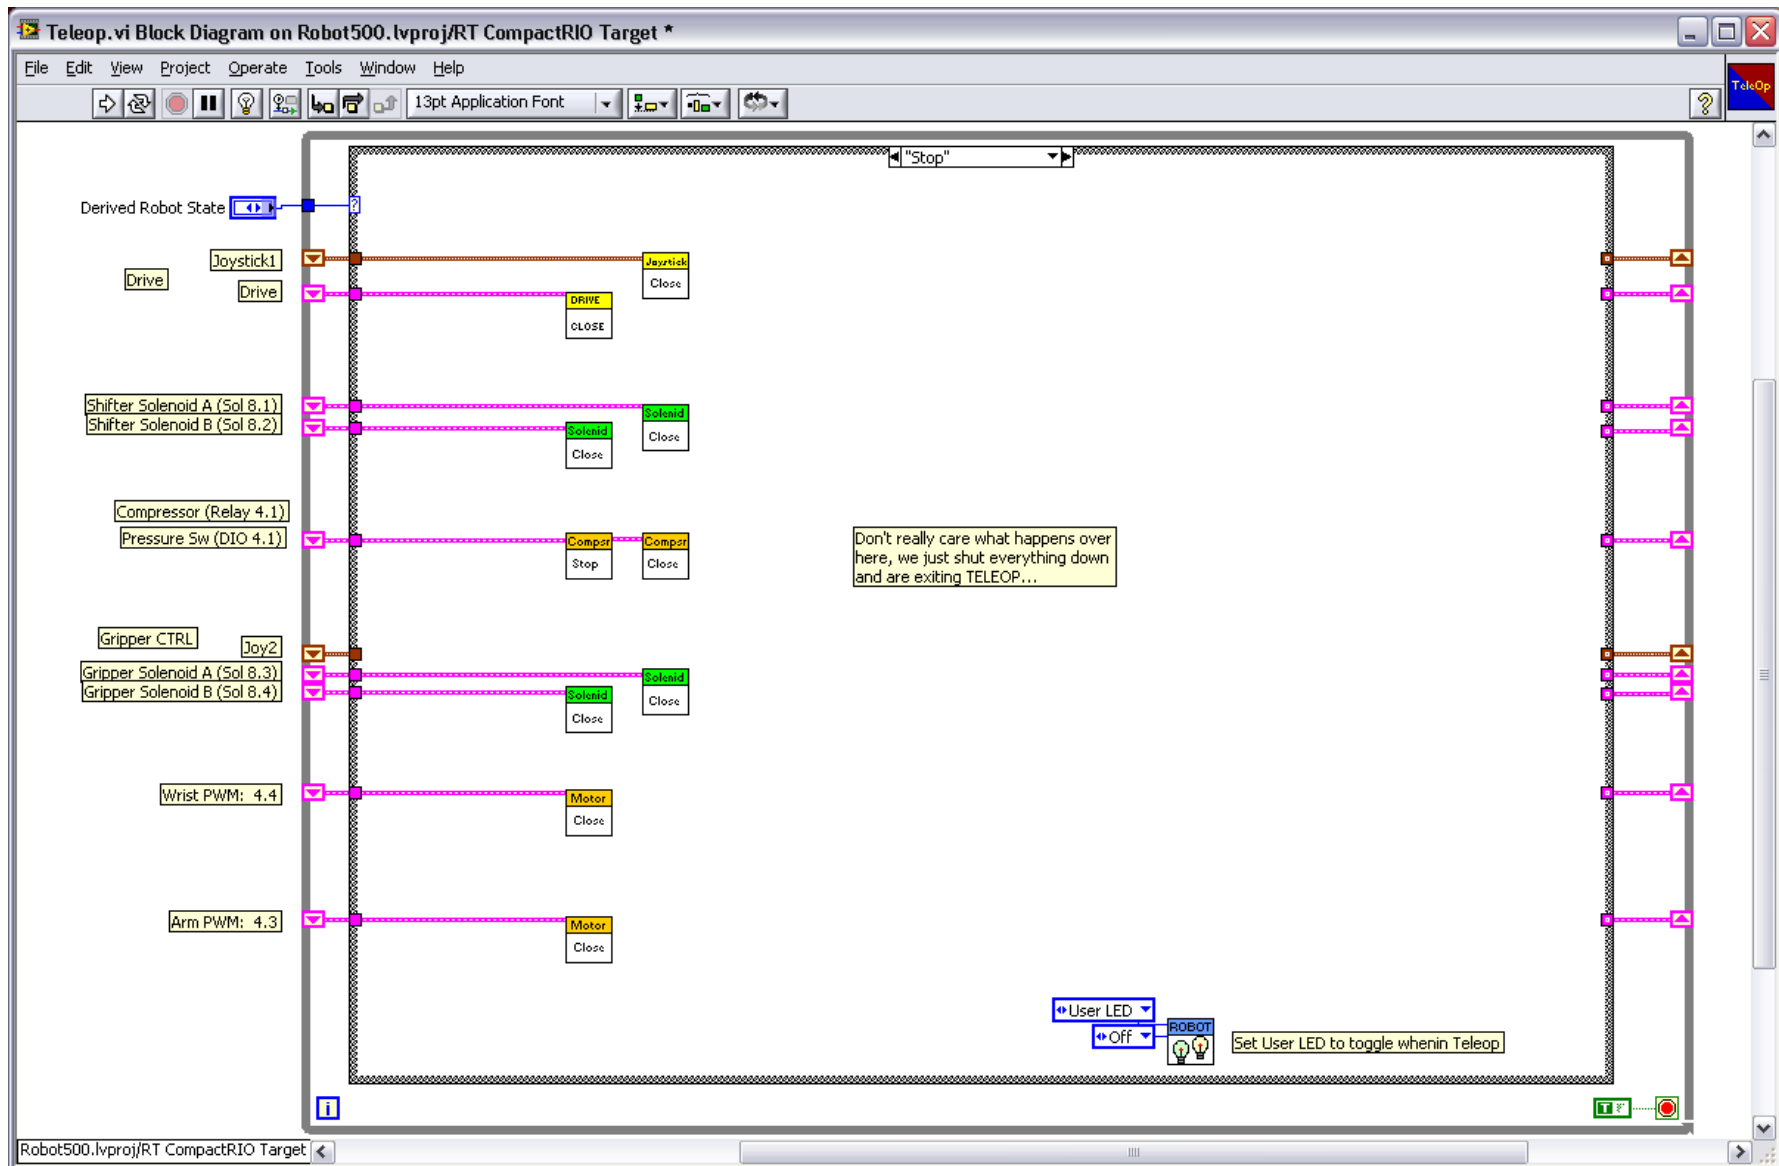 Teleop.vi Block Diagram on Robot500.lvproj/RT CompactRIO Target *
File Edit View Project Operate Tools Window Help
13pt Application Font
TeleOp
"Stop"
Derived Robot State
Joystick1
Drive
Drive
Joystick
Close
DRIVE
CLOSE
Shifter Solenoid A (Sol 8.1)
Shifter Solenoid B (Sol 8.2)
Solenid
Close
Solenid
Close
Compressor (Relay 4.1)
Pressure Sw (DIO 4.1)
Compsr
Stop
Compsr
Close
Don't really care what happens over
here, we just shut everything down
and are exiting TELEOP...
Gripper CTRL
Joy2
Gripper Solenoid A (Sol 8.3)
Gripper Solenoid B (Sol 8.4)
Solenid
Close
Solenid
Close
Wrist PWM: 4.4
Motor
Close
Arm PWM: 4.3
Motor
Close
User LED
Off
ROBOT
Set User LED to toggle whenin Teleop
i
T F
Robot500.lvproj/RT CompactRIO Target